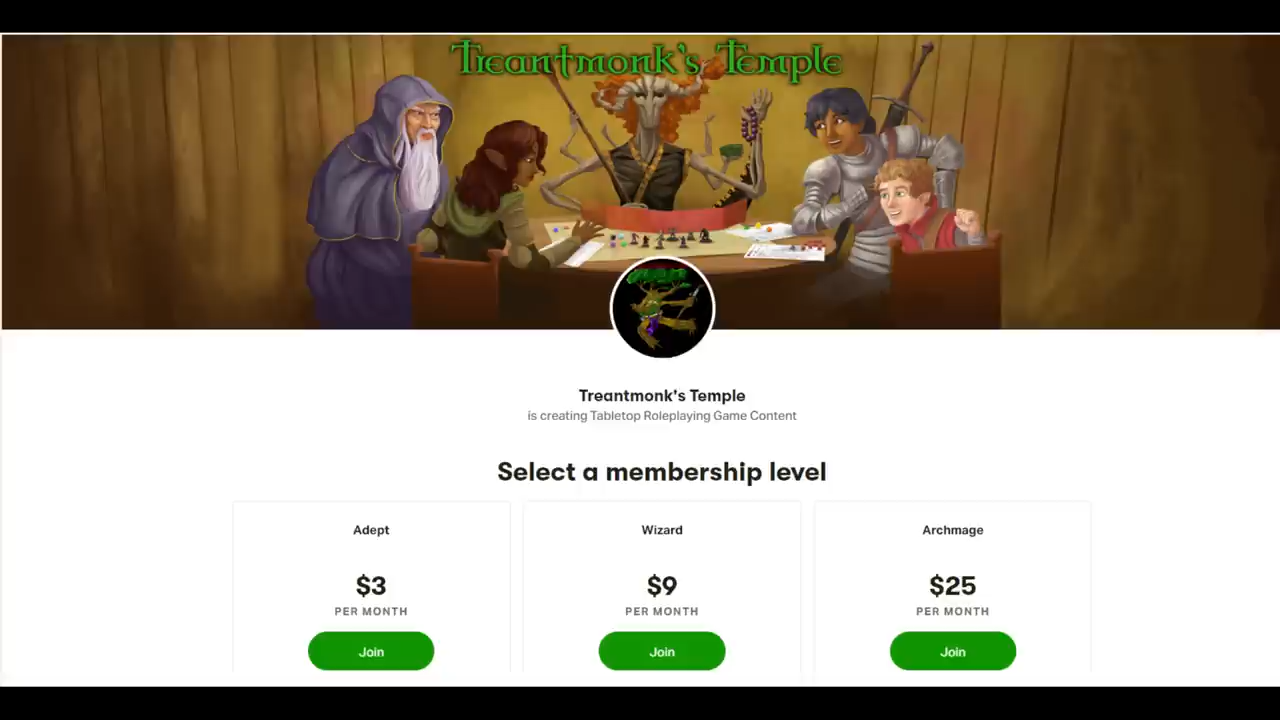 Treantmonk's Temple
Treantmonk's Temple
is creating Tabletop Roleplaying Game Content
Select a membership level
Adept
Wizard
Archmage
$3
$9
$25
PER MONTH
PER MONTH
PER MONTH
Join
Join
Join